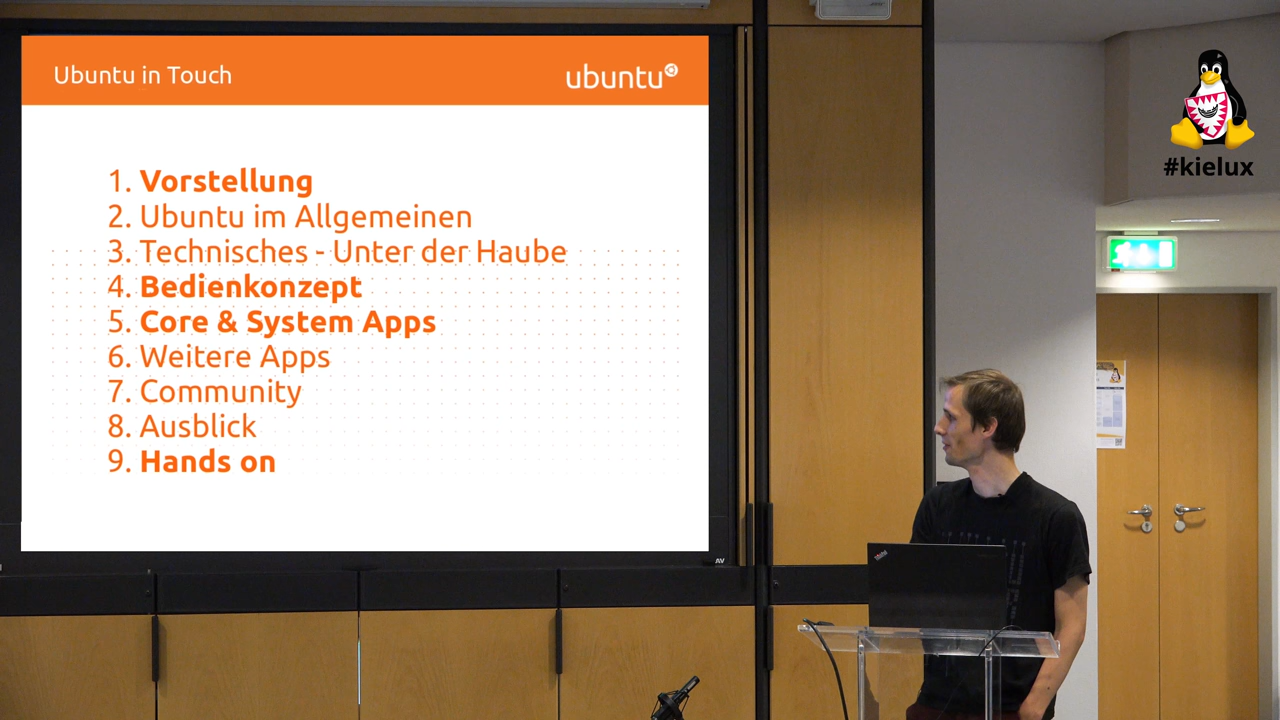 Ubuntu in Touch
ubuntu
1. Vorstellung
2. Ubuntu im Allgemeinen
3. Technisches - Unter der Haube
4. Bedienkonzept
5. Core & System Apps
6. Weitere Apps
7. Community
8. Ausblick
9. Hands on
#kielux
AV